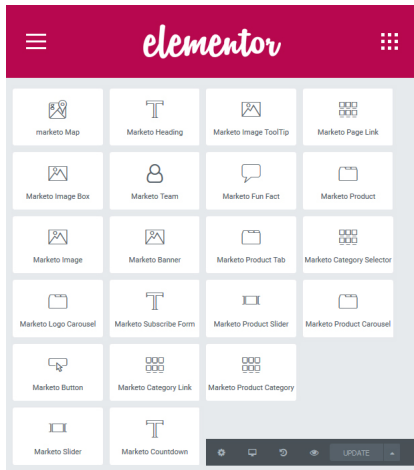 elementor
marketo Map
Marketo Heading
Marketo Image ToolTip
Marketo Page Link
Marketo Image Box
Marketo Team
Marketo Fun Fact
Marketo Product
Marketo Image
Marketo Banner
Marketo Product Tab
Marketo Category Selector
Marketo Logo Carousel
Marketo Subscribe Form
Marketo Product Slider
Marketo Product Carousel
Marketo Button
Marketo Category Link
Marketo Product Category
Marketo Slider
Marketo Countdown
UPDATE